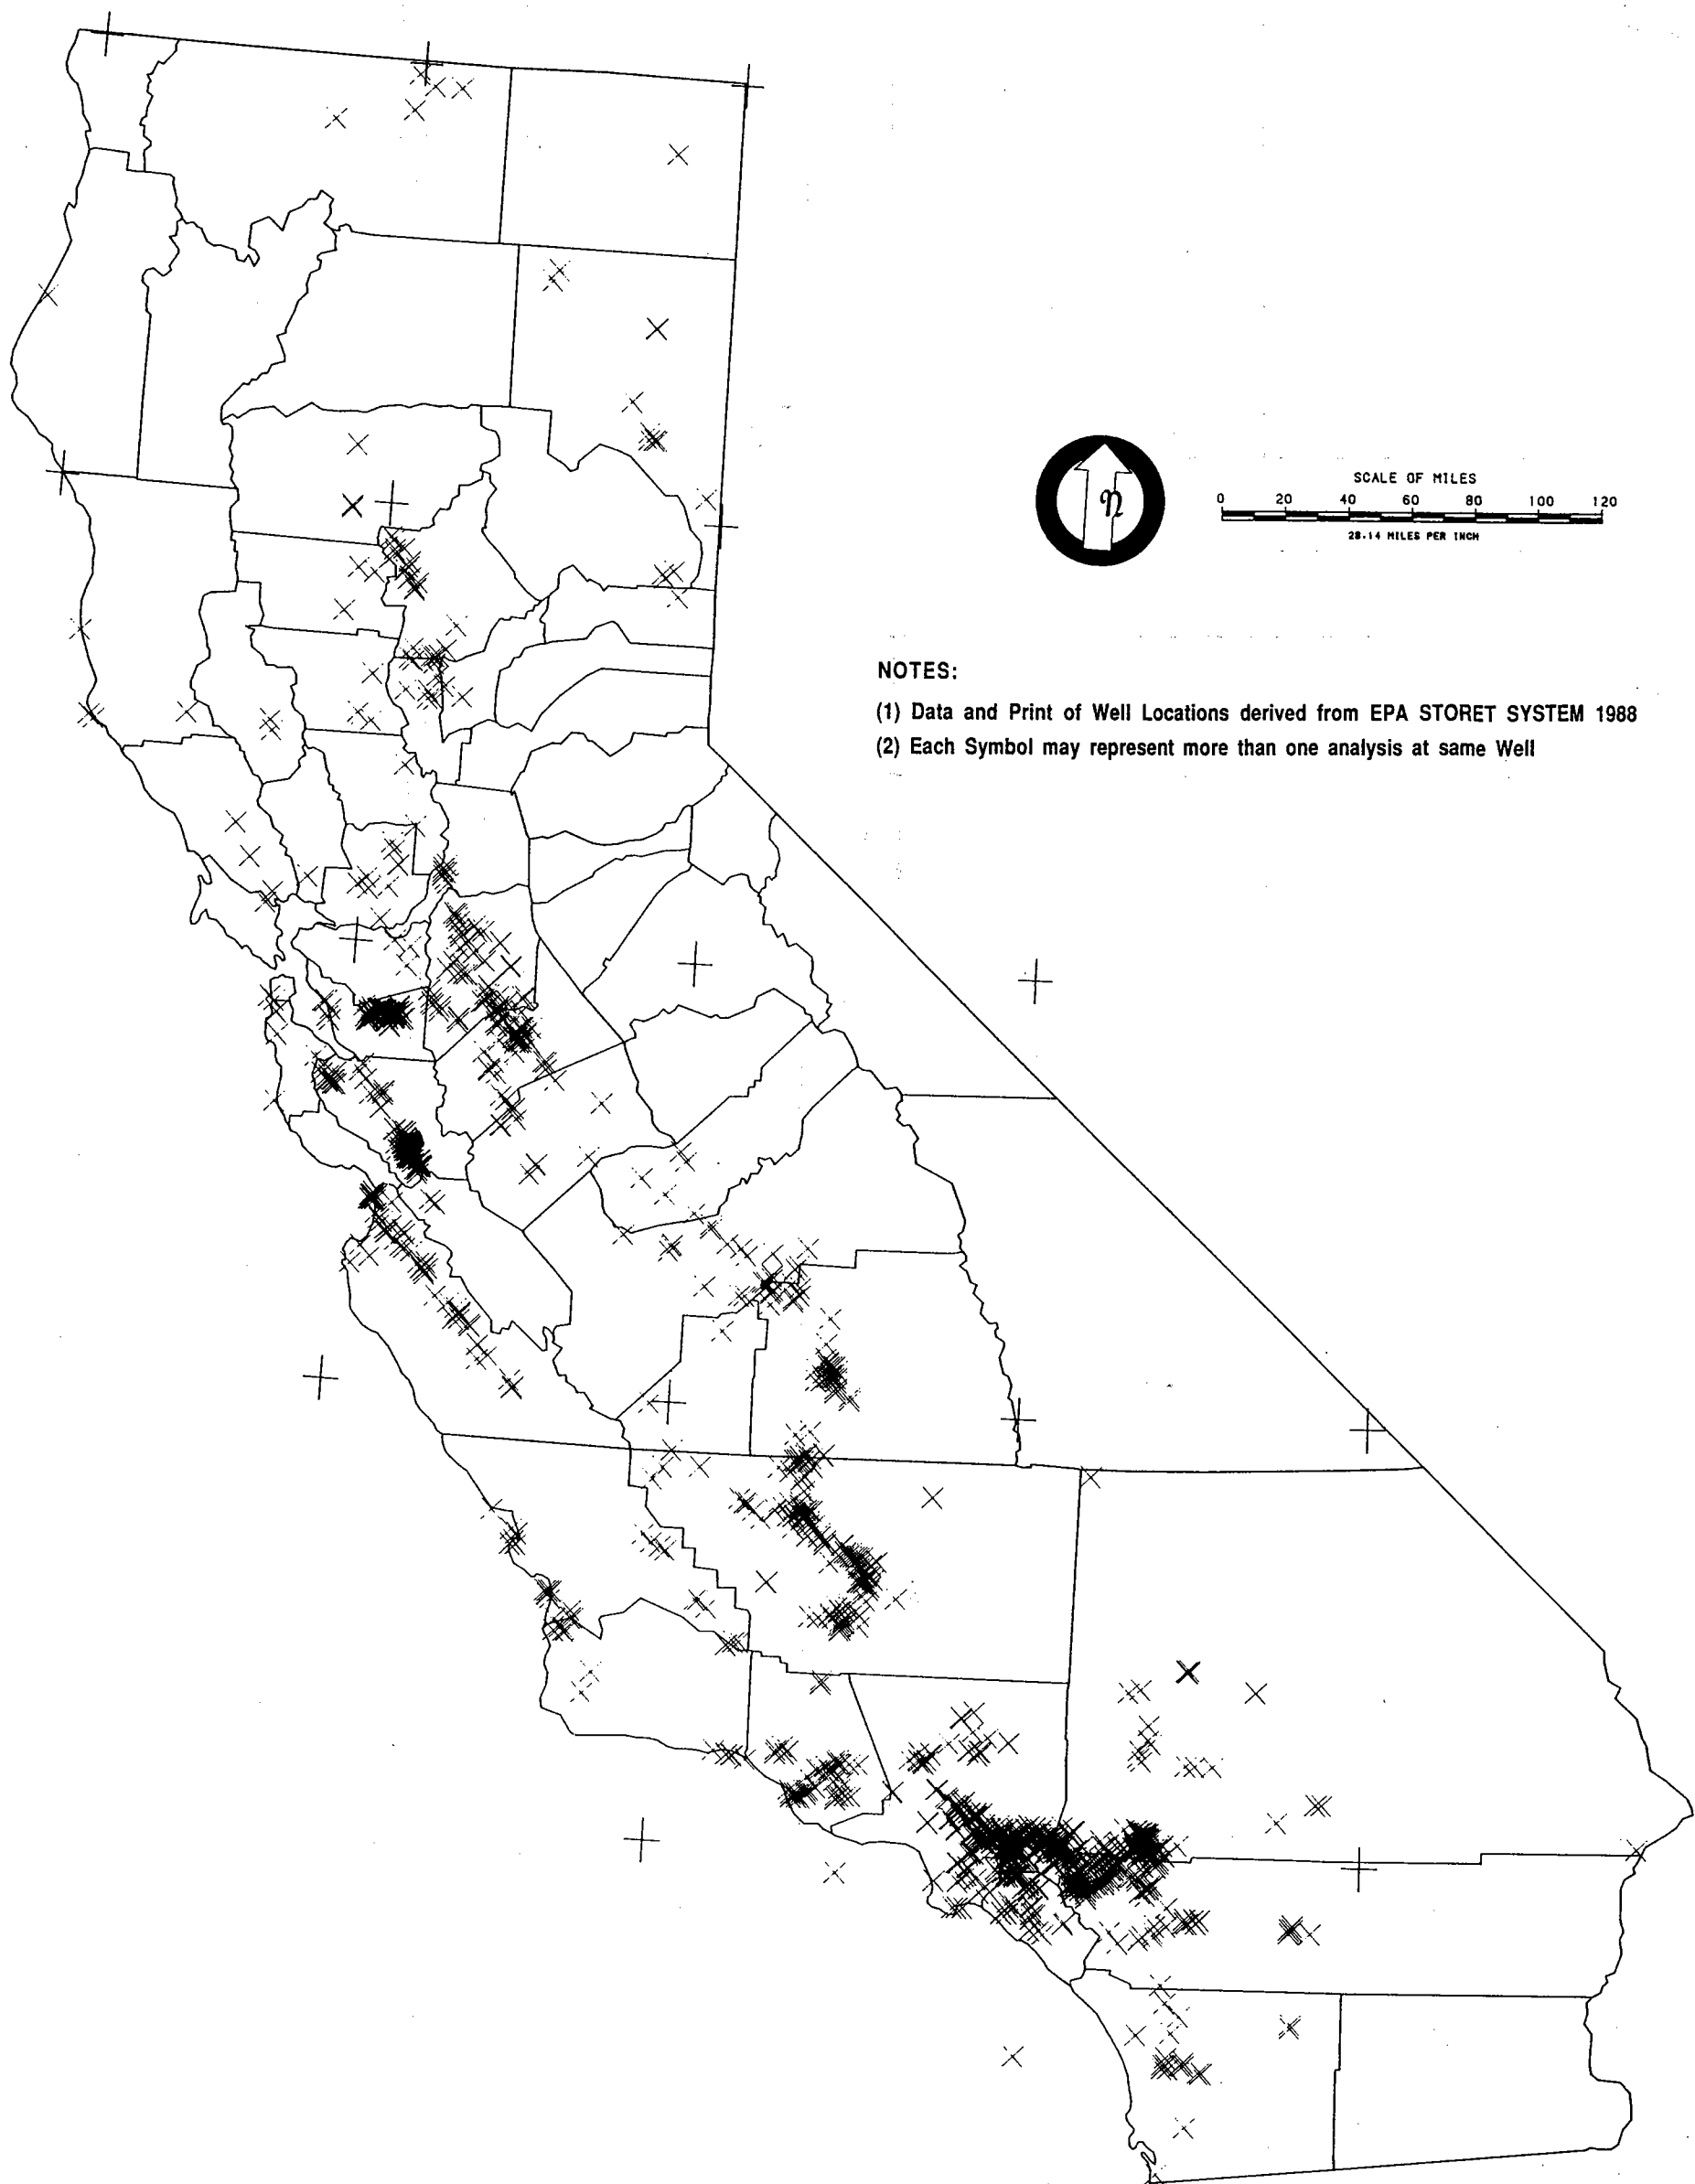 SCALE OF MILES
0 20 40 60 80 100 120
28.14 MILES PER INCH
n
NOTES:
(1) Data and Print of Well Locations derived from EPA STORET SYSTEM 1988
(2) Each Symbol may represent more than one analysis at same Well